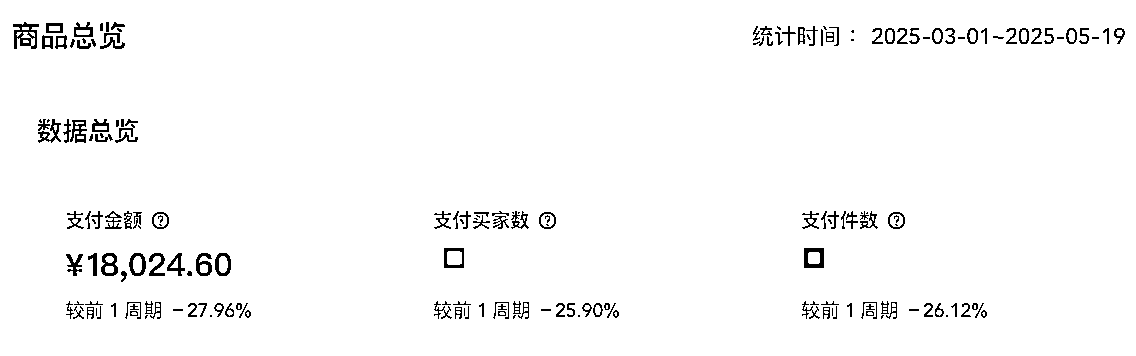 商品总览
统计时间： 2025-03-01~2025-05-19
数据总览
支付金额 支付买家数 支付件数
¥18,024.60
较前 1 周期 -27.96% 较前 1 周期 -25.90% 较前 1 周期 -26.12%